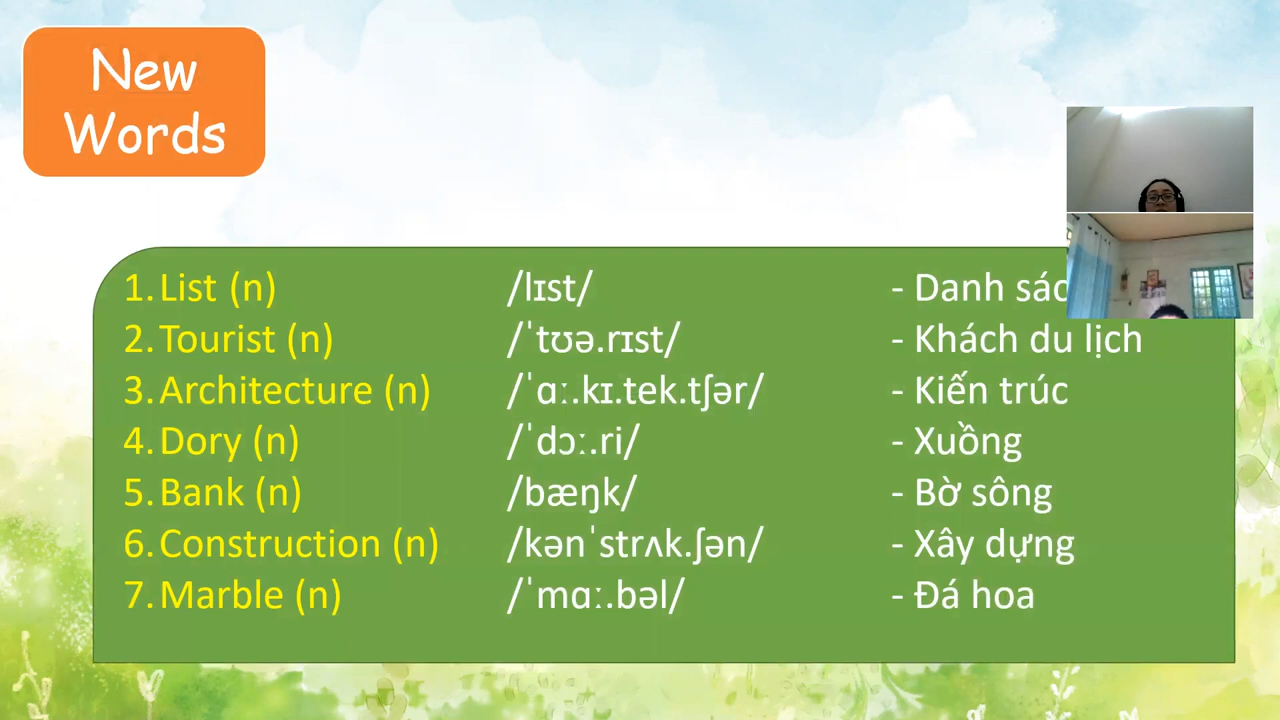 New
Words
1. List (n) /lɪst/ - Danh
2. Tourist (n) /ˈtʊə.rɪst/ - Khách du lịch
3. Architecture (n) /ˈɑː.kɪ.tek.tʃər/ - Kiến trúc
4. Dory (n) /ˈdɔː.ri/ - Xuồng
5. Bank (n) /bæŋk/ - Bờ sông
6. Construction (n) /kənˈstrʌk.ʃən/ - Xây dựng
7. Marble (n) /ˈmɑː.bəl/ - Đá hoa